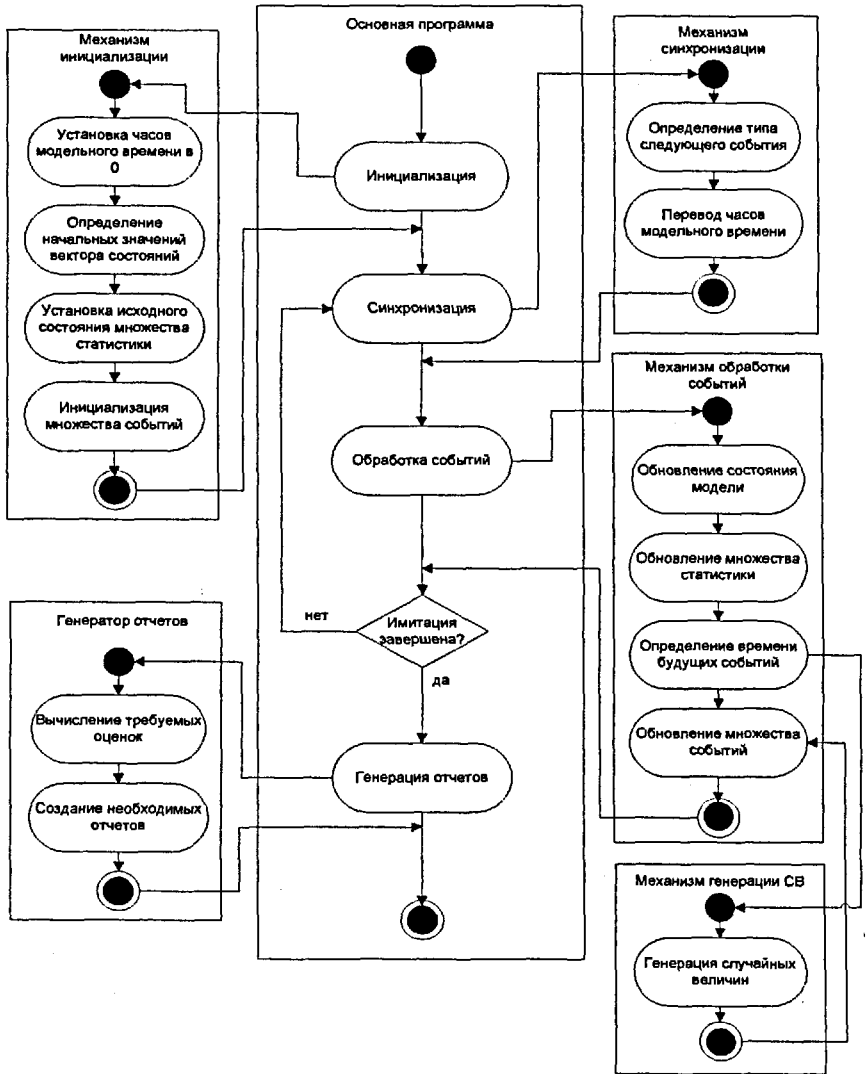 Механизм
инициализации
Установка часов
модельного времени в
0
Определение
начальных значений
вектора состояний
Установка исходного
состояния множества
статистики
Инициализация
множества событий
Основная программа
Инициализация
Синхронизация
Обработка событий
Имитация
завершена?
нет
да
Генерация отчетов
Механизм
синхронизации
Определение типа
следующего события
Перевод часов
модельного времени
Механизм обработки
событий
Обновление состояния
модели
Обновление множества
статистики
Определение времени
будущих событий
Обновление множества
событий
Генератор отчетов
Вычисление требуемых
оценок
Создание необходимых
отчетов
Механизм генерации СВ
Генерация случайных
величин